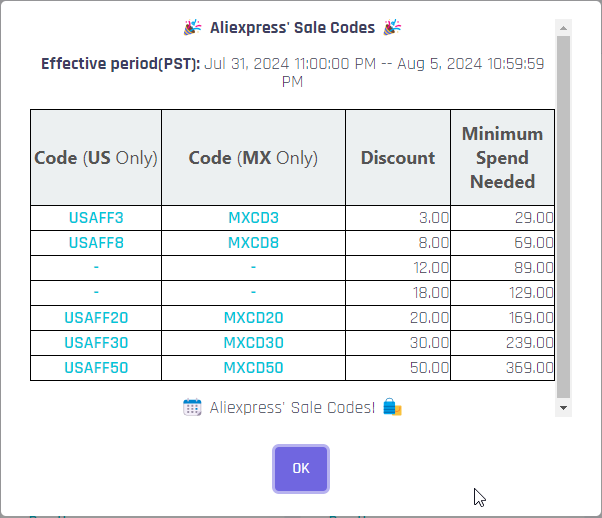 🎉 Aliexpress' Sale Codes 🎉
Effective period(PST): Jul 31, 2024 11:00:00 PM -- Aug 5, 2024 10:59:59
PM
Code (US Only) Code (MX Only) Discount Minimum Spend Needed
USAFF3 MXCD3 3.00 29.00
USAFF8 MXCD8 8.00 69.00
- - 12.00 89.00
- - 18.00 129.00
USAFF20 MXCD20 20.00 169.00
USAFF30 MXCD30 30.00 239.00
USAFF50 MXCD50 50.00 369.00
📅 Aliexpress' Sale Codes! 🛍️
OK